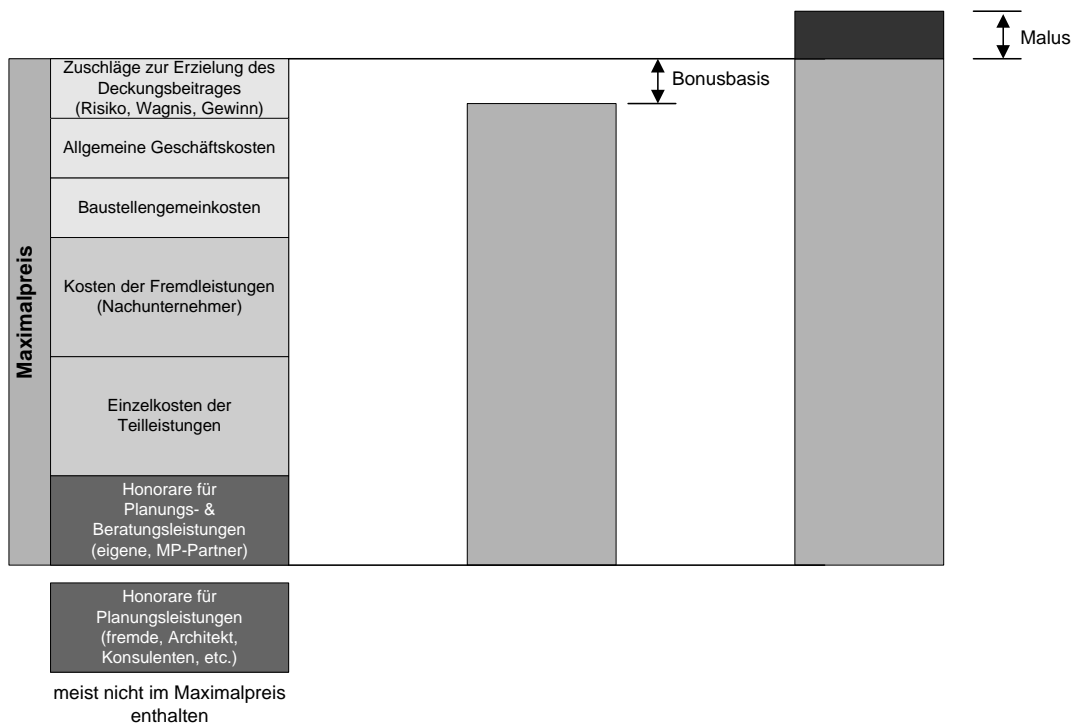 Malus
Bonusbasis
Maximalpreis
Zuschläge zur Erzielung des
Deckungsbeitrages
(Risiko, Wagnis, Gewinn)
Allgemeine Geschäftskosten
Baustellengemeinkosten
Kosten der Fremdleistungen
(Nachunternehmer)
Einzelkosten der
Teilleistungen
Honorare für
Planungs- &
Beratungsleistungen
(eigene, MP-Partner)
Honorare für
Planungsleistungen
(fremde, Architekt,
Konsulenten, etc.)
meist nicht im Maximalpreis
enthalten